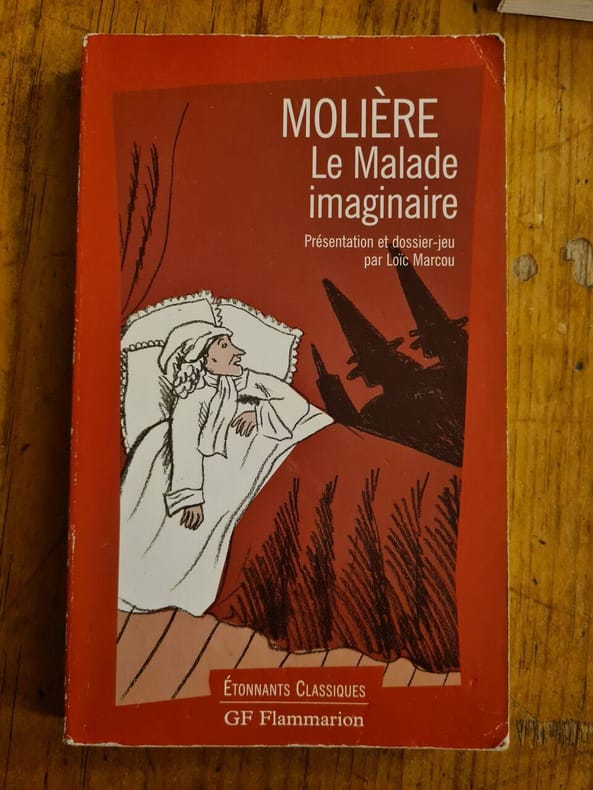 MOLIÈRE
Le Malade
imaginaire
Présentation et dossier-jeu
par Loïc Marcou
ÉTONNANTS CLASSIQUES
GF Flammarion